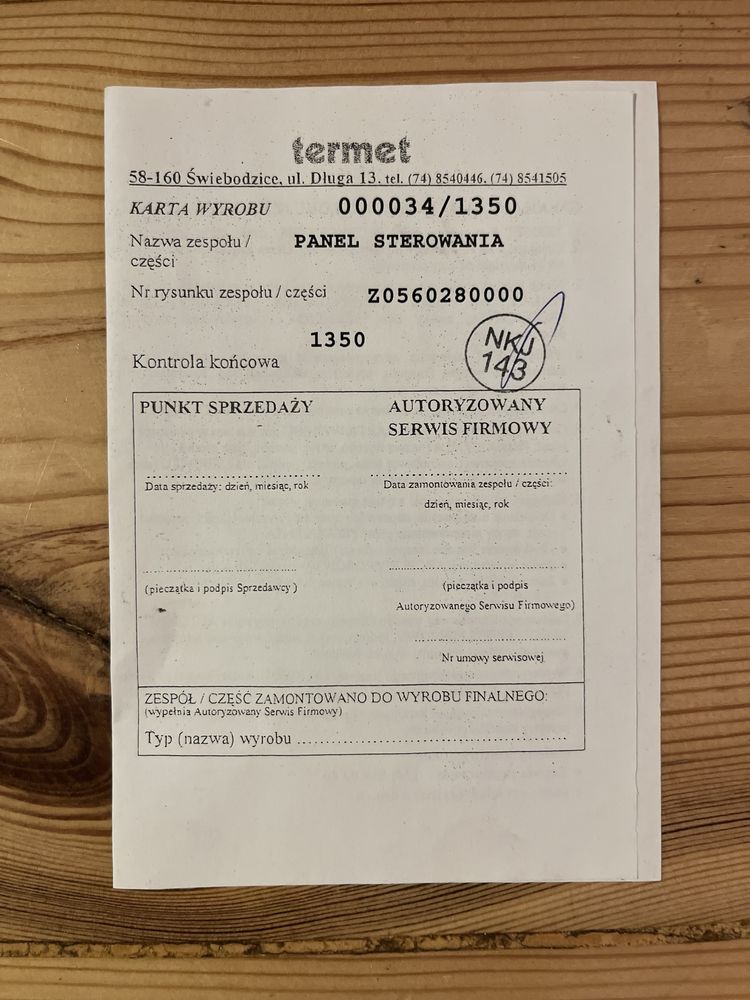 termet
58-160 Świebodzice, ul. Długa 13. tel. (74) 8540446, (74) 8541505
KARTA WYROBU 000034/1350
Nazwa zespołu / części PANEL STEROWANIA
Nr rysunku zespołu / części Z0560280000
1350
Kontrola końcowa
NKJ
143
PUNKT SPRZEDAŻY
Data sprzedaży: dzień, miesiąc, rok
(pieczątka i podpis Sprzedawcy)
AUTORYZOWANY
SERWIS FIRMOWY
Data zamontowania zespołu / części:
dzień, miesiąc, rok
(pieczątka i podpis
Autoryzowanego Serwisu Firmowego)
Nr umowy serwisowej
ZESPÓŁ / CZĘŚĆ ZAMONTOWANO DO WYROBU FINALNEGO:
(wypełnia Autoryzowany Serwis Firmowy)
Typ (nazwa) wyrobu